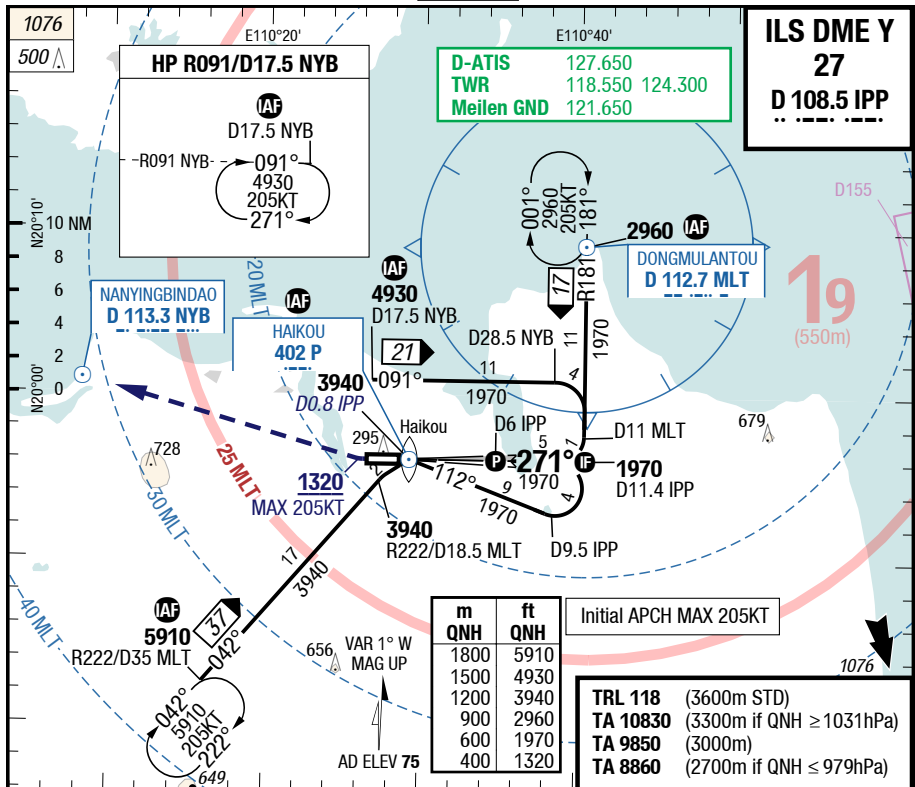 1076
500
E110°20'
E110°40'
HP R091/D17.5 NYB
IAF
D17.5 NYB
R091 NYB
091°
4930
205KT
271°
D-ATIS 127.650
TWR 118.550 124.300
Meilen GND 121.650
ILS DME Y
27
D 108.5 IPP
D155
001°
2960
205KT
181°
2960 IAF
DONGMULANTOU
D 112.7 MLT
19
(550m)
N20°10'
10 NM
8
6
4
2
0
N20°00'
NANYINGBINDAO
D 113.3 NYB
20 MLT
IAF
HAIKOU
402 P
IAF
4930
D17.5 NYB
21
091°
11
1970
D28.5 NYB
4
17
R181
11
1970
3940
D0.8 IPP
Haikou
295
D6 IPP
5
1
D11 MLT
679
728
P
271°
1970
IF
1970
D11.4 IPP
1320
MAX 205KT
2
112°
9
1970
4
D9.5 IPP
3940
R222/D18.5 MLT
25 MLT
30 MLT
40 MLT
17
3940
IAF
5910
R222/D35 MLT
37
042°
042°
5910
205KT
222°
649
656
VAR 1° W
MAG UP
AD ELEV 75
m ft
QNH QNH
1800 5910
1500 4930
1200 3940
900 2960
600 1970
400 1320
Initial APCH MAX 205KT
1076
TRL 118 (3600m STD)
TA 10830 (3300m if QNH ≥ 1031hPa)
TA 9850 (3000m)
TA 8860 (2700m if QNH ≤ 979hPa)